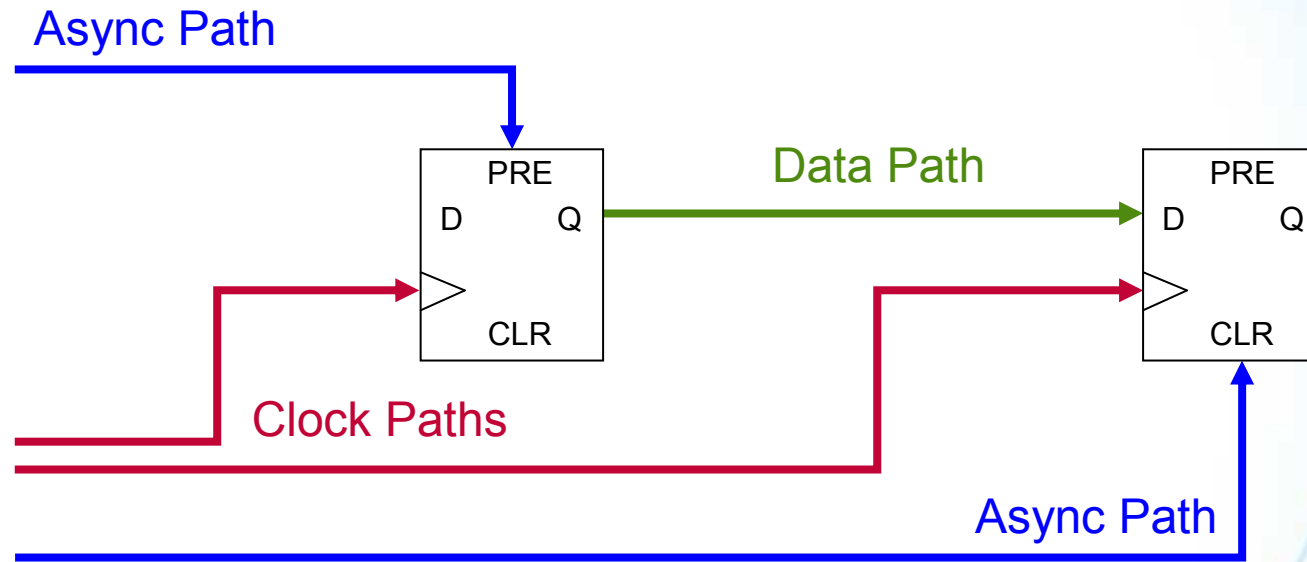 Async Path
PRE
D
Q
CLR
Data Path
PRE
D
Q
CLR
Clock Paths
Async Path